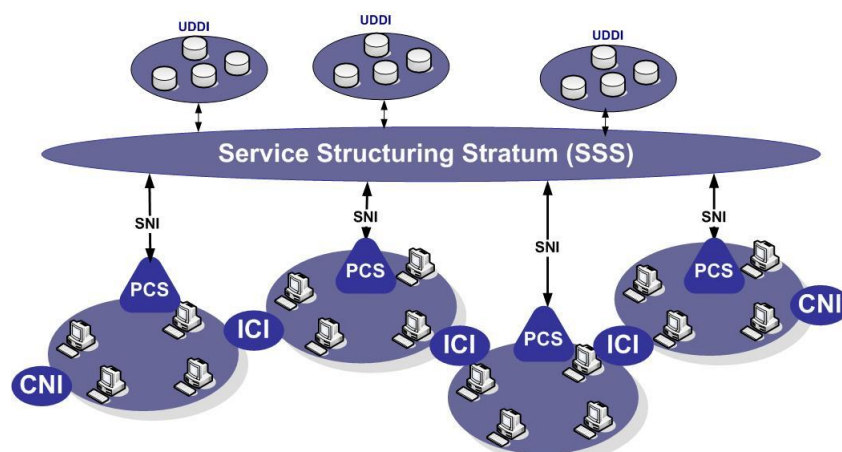 UDDI
UDDI
UDDI
Service Structuring Stratum (SSS)
SNI
SNI
SNI
SNI
PCS
PCS
PCS
PCS
ICI
ICI
ICI
CNI
CNI